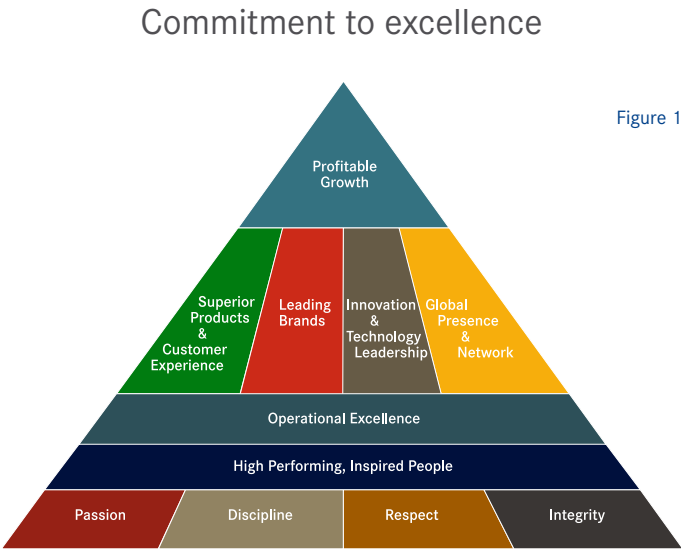 Commitment to excellence
Figure 1
Profitable
Growth
Superior
Products
&
Customer
Experience
Leading
Brands
Innovation
&
Technology
Leadership
Global
Presence
&
Network
Operational Excellence
High Performing, Inspired People
Passion
Discipline
Respect
Integrity